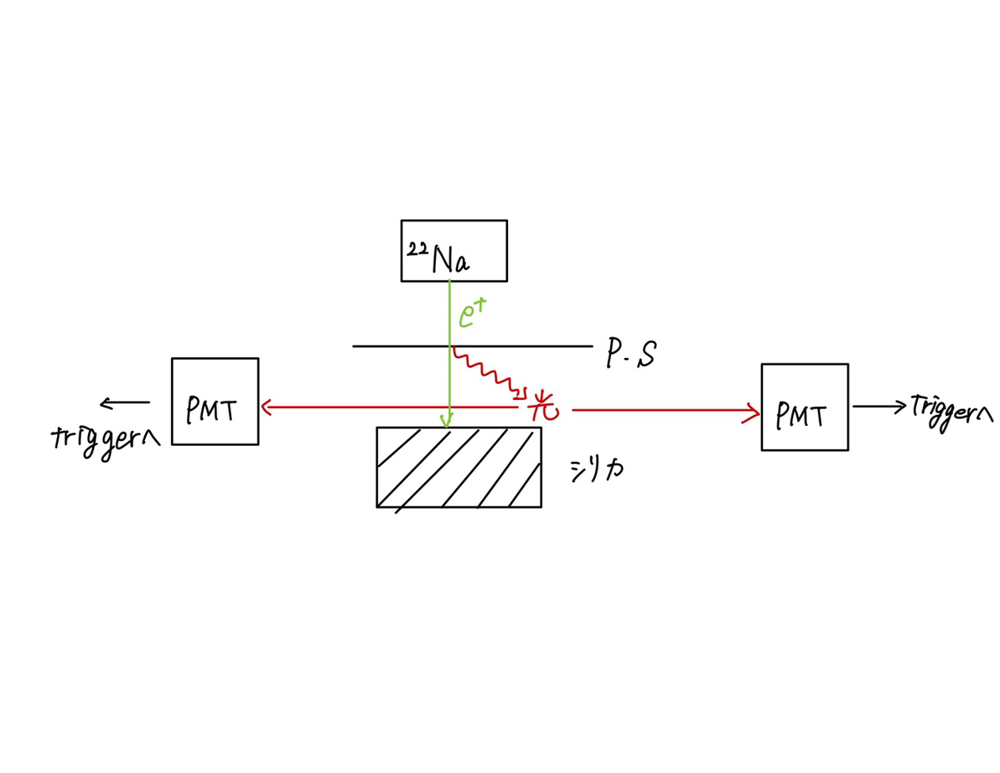 ²²Na
e⁺
P.S
PMT
光
PMT
Triggerへ
triggerへ
シリカ